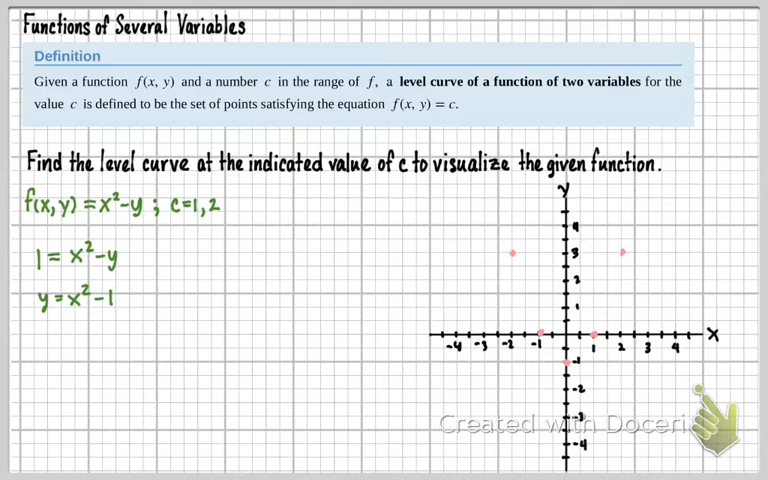 Functions of Several Variables
Definition
Given a function f(x, y) and a number c in the range of f, a level curve of a function of two variables for the
value c is defined to be the set of points satisfying the equation f(x, y) = c.
Find the level curve at the indicated value of c to visualize the given function.
f(x,y) = x²-y ; c=1,2
1 = x²-y
y = x²-1
y
4
3
2
1
-4 -3 -2 -1 1 2 3 4 x
-1
-2
-3
-4
Created with Doceri